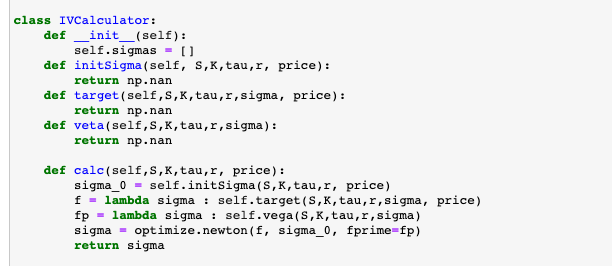 class IVCalculator:
    def __init__(self):
        self.sigmas = []
    def initSigma(self, S,K,tau,r, price):
        return np.nan
    def target(self,S,K,tau,r,sigma, price):
        return np.nan
    def veta(self,S,K,tau,r,sigma):
        return np.nan

    def calc(self,S,K,tau,r, price):
        sigma_0 = self.initSigma(S,K,tau,r, price)
        f = lambda sigma : self.target(S,K,tau,r,sigma, price)
        fp = lambda sigma : self.vega(S,K,tau,r,sigma)
        sigma = optimize.newton(f, sigma_0, fprime=fp)
        return sigma